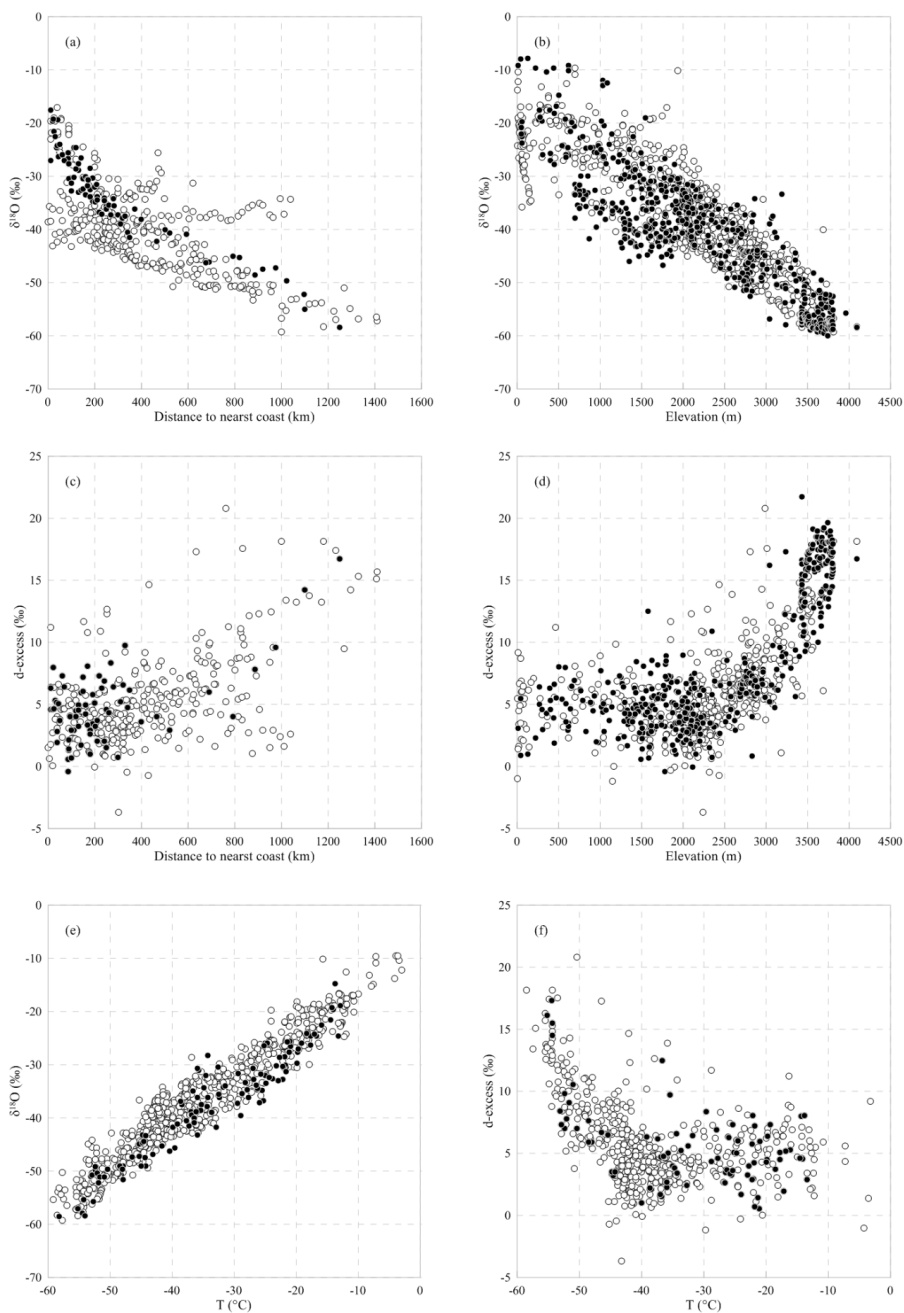 0
-10
-20
-30
-40
-50
-60
-70
δ¹⁸O (‰)
(a)
0 200 400 600 800 1000 1200 1400 1600
Distance to nearst coast (km)
0
-10
-20
-30
-40
-50
-60
-70
δ¹⁸O (‰)
(b)
0 500 1000 1500 2000 2500 3000 3500 4000 4500
Elevation (m)
25
20
15
10
5
0
-5
d-excess (‰)
(c)
0 200 400 600 800 1000 1200 1400 1600
Distance to nearst coast (km)
25
20
15
10
5
0
-5
d-excess (‰)
(d)
0 500 1000 1500 2000 2500 3000 3500 4000 4500
Elevation (m)
0
-10
-20
-30
-40
-50
-60
-70
δ¹⁸O (‰)
(e)
-60 -50 -40 -30 -20 -10 0
T (°C)
25
20
15
10
5
0
-5
d-excess (‰)
(f)
-60 -50 -40 -30 -20 -10 0
T (°C)